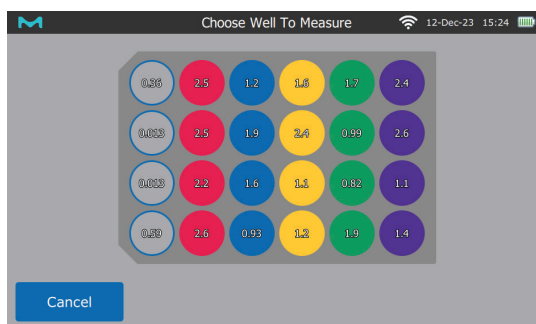 Choose Well To Measure 12-Dec-23 15:24
0.36 2.5 1.2 1.6 1.7 2.4
0.013 2.5 1.9 2.4 0.99 2.6
0.013 2.2 1.6 1.1 0.82 1.1
0.59 2.6 0.93 1.2 1.9 1.4
Cancel